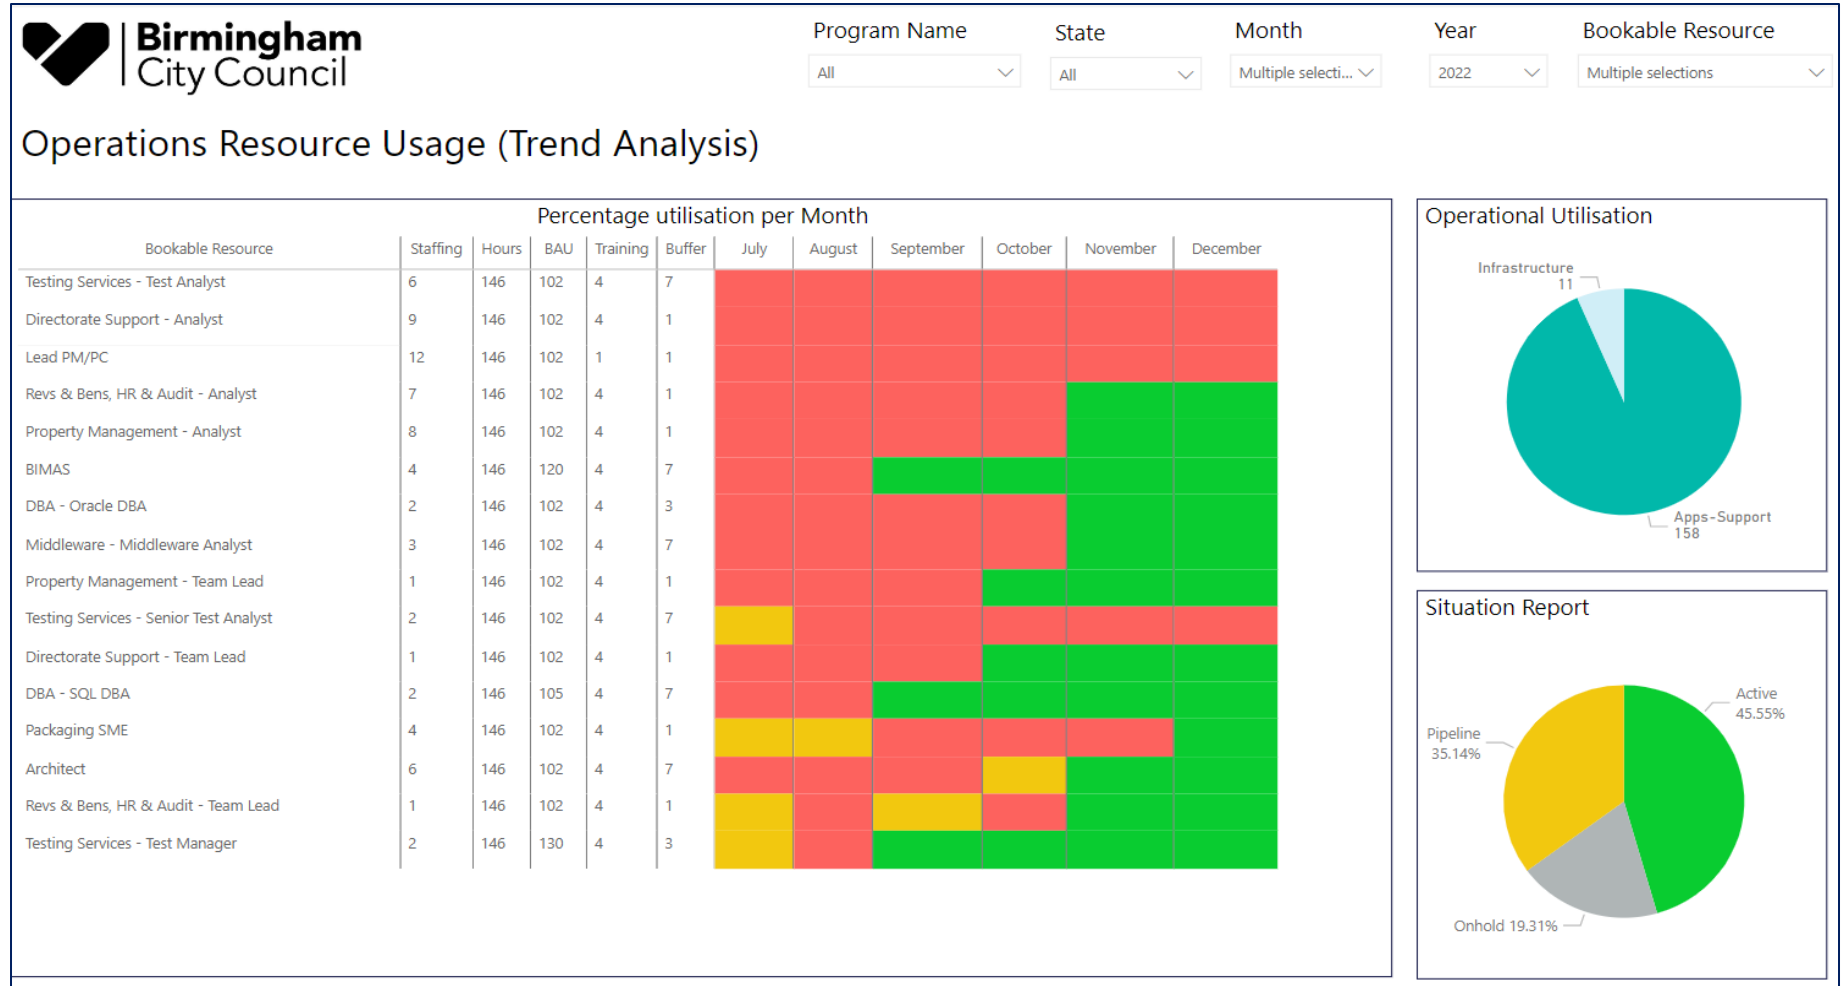 Birmingham
City Council
Program Name State Month Year Bookable Resource
All All Multiple selecti... 2022 Multiple selections
Operations Resource Usage (Trend Analysis)
Percentage utilisation per Month
Bookable Resource Staffing Hours BAU Training Buffer July August September October November December
Testing Services - Test Analyst 6 146 102 4 7
Directorate Support - Analyst 9 146 102 4 1
Lead PM/PC 12 146 102 1 1
Revs & Bens, HR & Audit - Analyst 7 146 102 4 1
Property Management - Analyst 8 146 102 4 1
BIMAS 4 146 120 4 7
DBA - Oracle DBA 2 146 102 4 3
Middleware - Middleware Analyst 3 146 102 4 7
Property Management - Team Lead 1 146 102 4 1
Testing Services - Senior Test Analyst 2 146 102 4 7
Directorate Support - Team Lead 1 146 102 4 1
DBA - SQL DBA 2 146 105 4 7
Packaging SME 4 146 102 4 1
Architect 6 146 102 4 7
Revs & Bens, HR & Audit - Team Lead 1 146 102 4 1
Testing Services - Test Manager 2 146 130 4 3
Operational Utilisation
Infrastructure
11
Apps-Support
158
Situation Report
Active
45.55%
Pipeline
35.14%
Onhold 19.31%